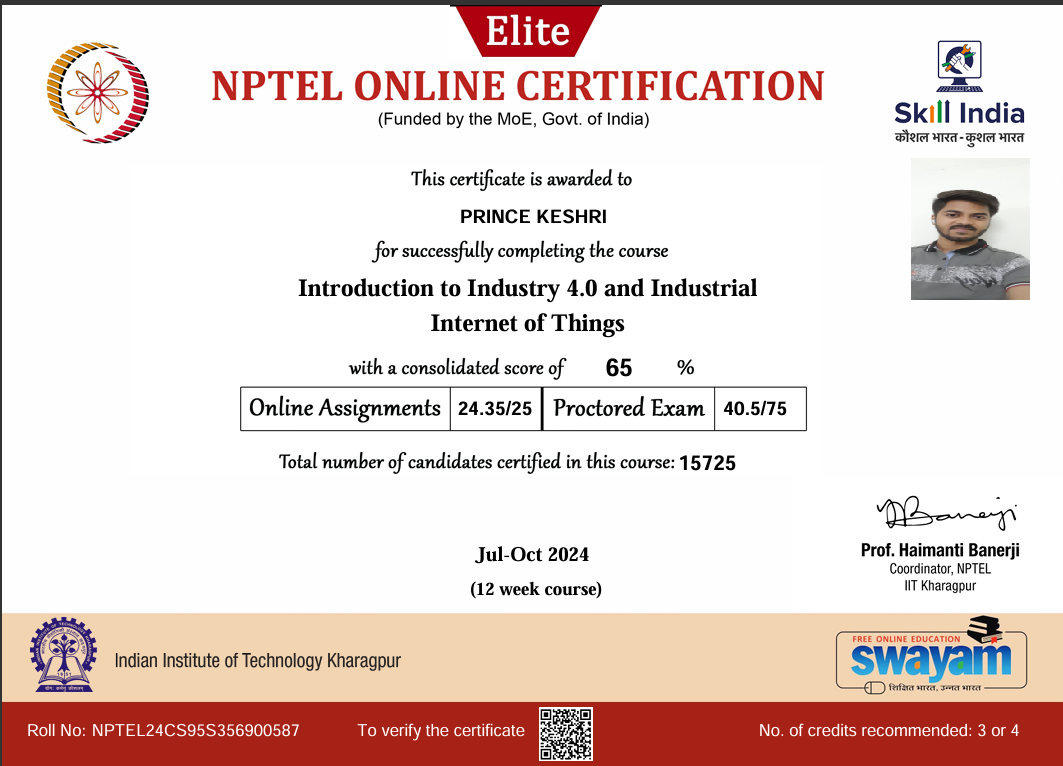 Elite
NPTEL ONLINE CERTIFICATION
(Funded by the MoE, Govt. of India)
Skill India
कौशल भारत - कुशल भारत
This certificate is awarded to
PRINCE KESHRI
for successfully completing the course
Introduction to Industry 4.0 and Industrial
Internet of Things
with a consolidated score of 65 %
Online Assignments 24.35/25 Proctored Exam 40.5/75
Total number of candidates certified in this course: 15725
Banerji
Prof. Haimanti Banerji
Coordinator, NPTEL
IIT Kharagpur
Jul-Oct 2024
(12 week course)
Indian Institute of Technology Kharagpur
FREE ONLINE EDUCATION
swayam
शिक्षित भारत, उन्नत भारत
Roll No: NPTEL24CS95S356900587 To verify the certificate No. of credits recommended: 3 or 4